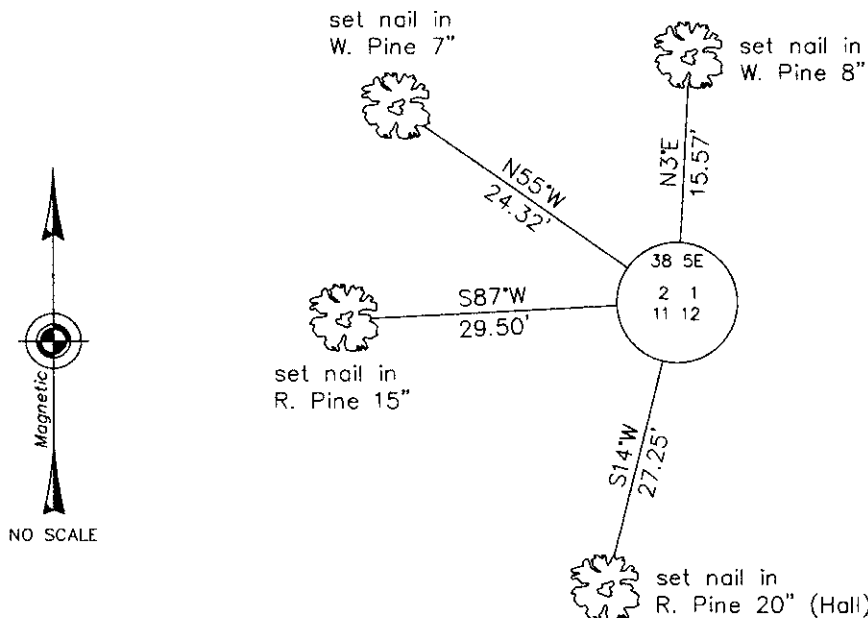 set nail in
W. Pine 7"
set nail in
W. Pine 8"
N55°W
24.32'
N3°E
15.57'
38 5E
2 1
11 12
S87°W
29.50'
set nail in
R. Pine 15"
Magnetic
NO SCALE
S14°W
27.25'
set nail in
R. Pine 20" (Hall)